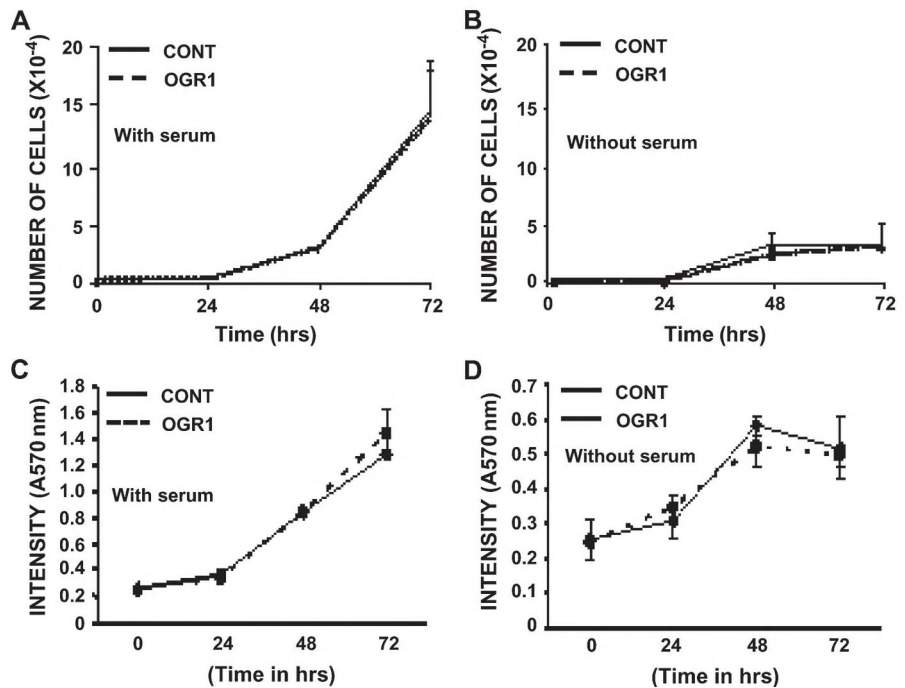 A
NUMBER OF CELLS (X10-4)
20
15
10
5
0
CONT
OGR1
With serum
0 24 48 72
Time (hrs)
B
NUMBER OF CELLS (X10-4)
20
15
10
5
0
CONT
OGR1
Without serum
0 24 48 72
Time (hrs)
C
INTENSITY (A570 nm)
1.8
1.6
1.4
1.2
1.0
0.8
0.6
0.4
0.2
0
CONT
OGR1
With serum
0 24 48 72
(Time in hrs)
D
INTENSITY (A570 nm)
0.7
0.6
0.5
0.4
0.3
0.2
0.1
0
CONT
OGR1
Without serum
0 24 48 72
(Time in hrs)